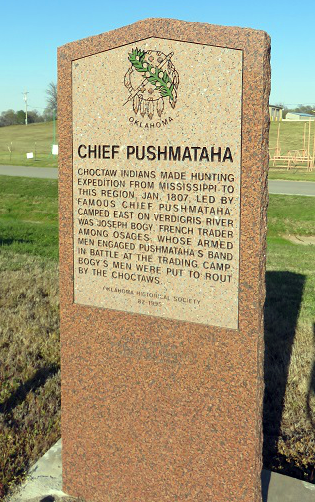 OKLAHOMA
CHIEF PUSHMATAHA
CHOCTAW INDIANS MADE HUNTING
EXPEDITION FROM MISSISSIPPI TO
THIS REGION, JAN. 1807, LED BY
FAMOUS CHIEF PUSHMATAHA.
CAMPED EAST ON VERDIGRIS RIVER
WAS JOSEPH BOGY, FRENCH TRADER
AMONG OSAGES, WHOSE ARMED
MEN ENGAGED PUSHMATAHA'S BAND
IN BATTLE AT THE TRADING CAMP.
BOGY'S MEN WERE PUT TO ROUT
BY THE CHOCTAWS.
OKLAHOMA HISTORICAL SOCIETY
82-1995